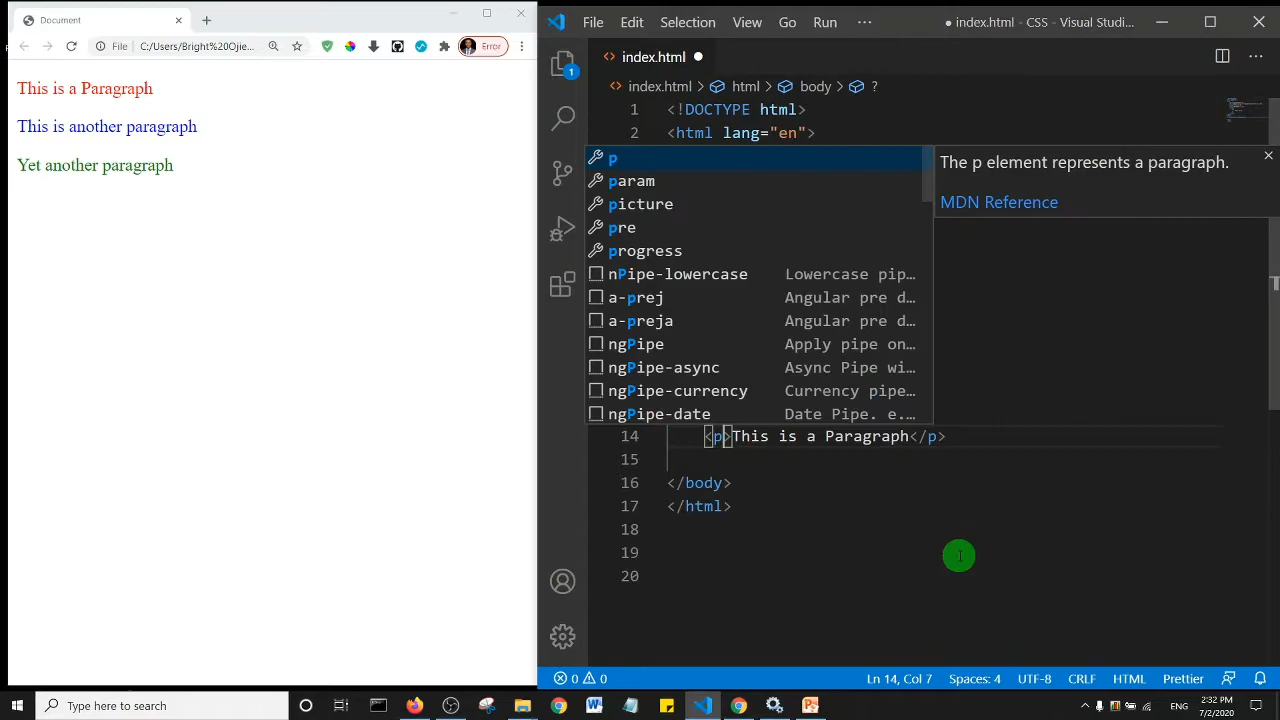 Document
File C:/Users/Bright%20Ojie... Error
This is a Paragraph
This is another paragraph
Yet another paragraph
File Edit Selection View Go Run ··· ● index.html - CSS - Visual Studi...
index.html
index.html > html > body > ?
1 <!DOCTYPE html>
2 <html lang="en">
p
param
picture
pre
progress
nPipe-lowercase Lowercase pip...
a-prej Angular pre d...
a-preja Angular pre d...
ngPipe Apply pipe on...
ngPipe-async Async Pipe wi...
ngPipe-currency Currency pipe...
ngPipe-date Date Pipe. e....
The p element represents a paragraph.
MDN Reference
1
14 <p>This is a Paragraph</p>
15
16 </body>
17 </html>
18
19
20
0 0 Ln 14, Col 7 Spaces: 4 UTF-8 CRLF HTML Prettier
Type here to search
ENG
2:32 PM
7/2/2020